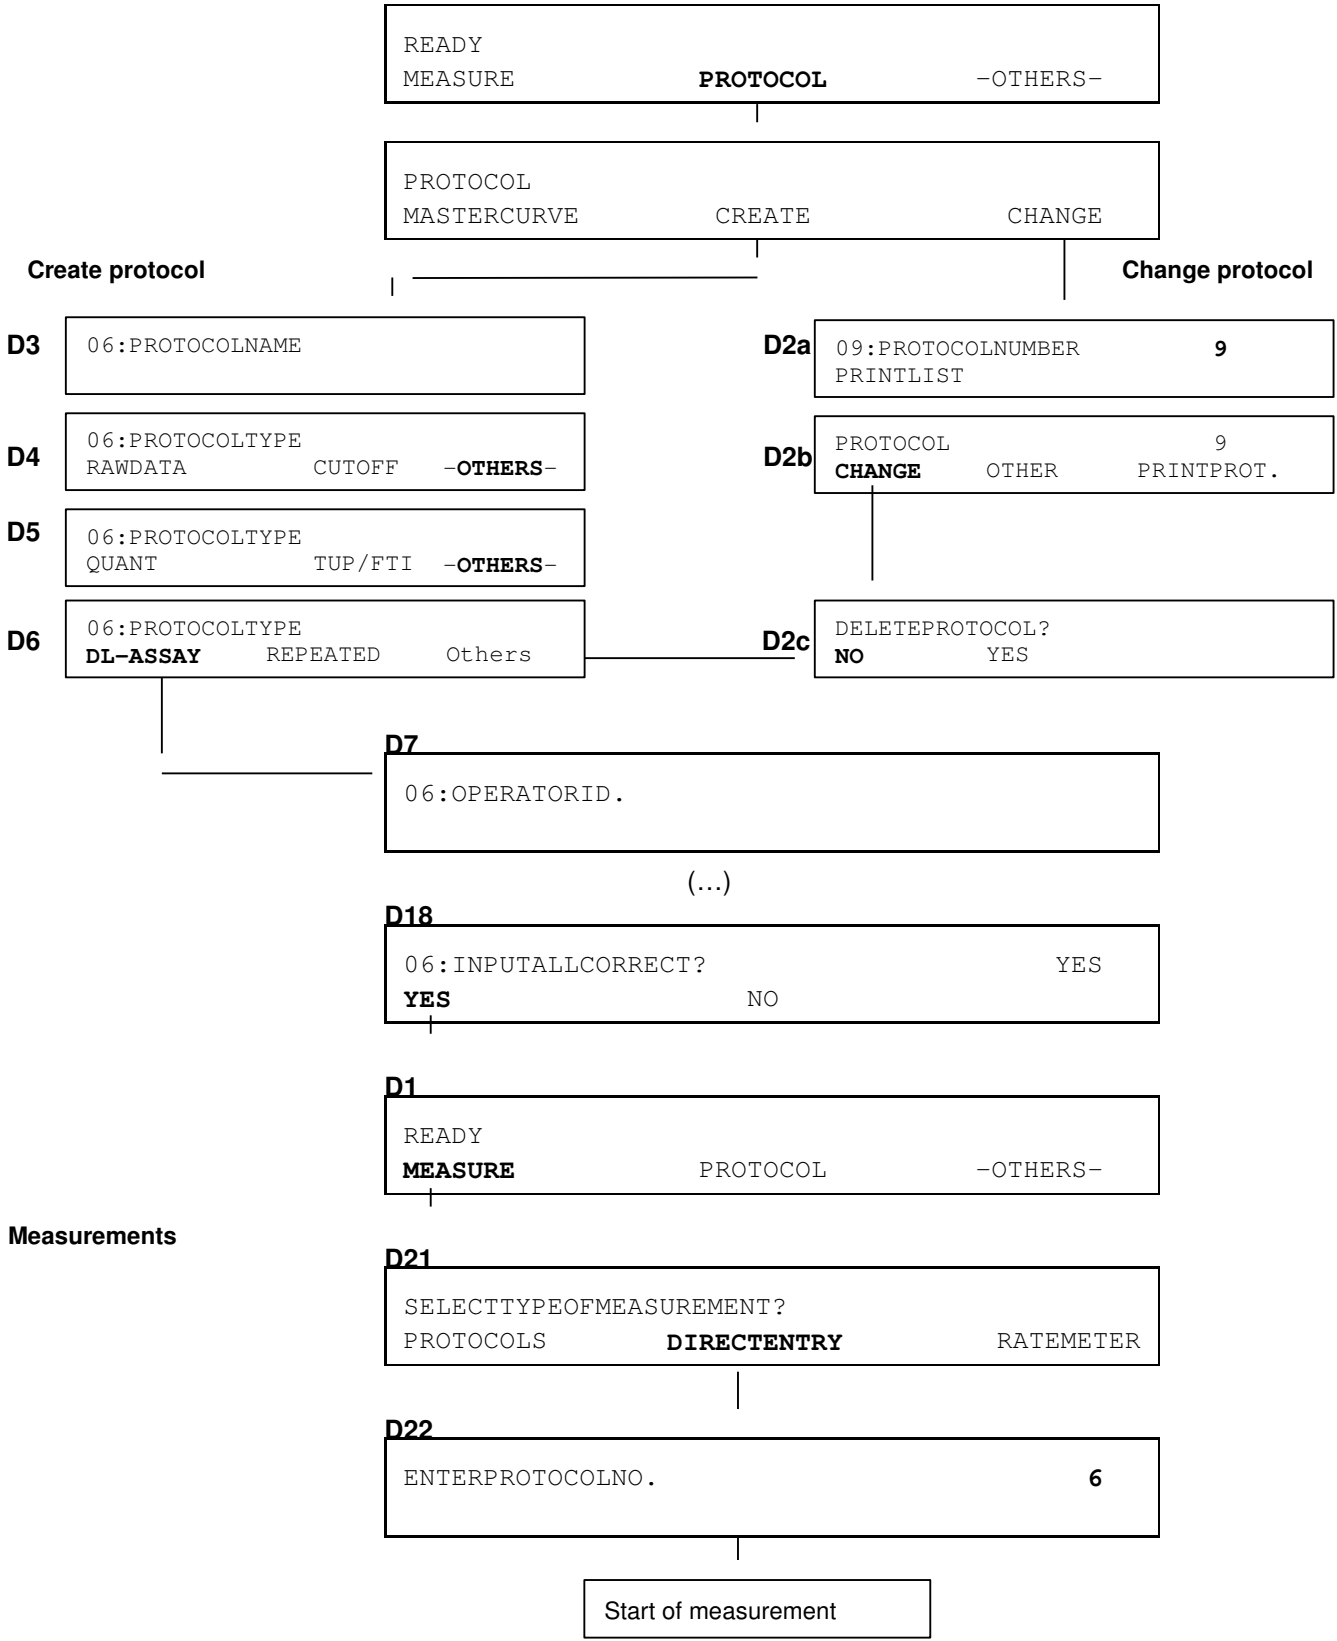 READY
MEASURE PROTOCOL -OTHERS-
PROTOCOL
MASTERCURVE CREATE CHANGE
Create protocol
Change protocol
D3
06:PROTOCOLNAME
D4
06:PROTOCOLTYPE
RAWDATA CUTOFF -OTHERS-
D5
06:PROTOCOLTYPE
QUANT TUP/FTI -OTHERS-
D6
06:PROTOCOLTYPE
DL-ASSAY REPEATED Others
D2a
09:PROTOCOLNUMBER 9
PRINTLIST
D2b
PROTOCOL 9
CHANGE OTHER PRINTPROT.
D2c
DELETEPROTOCOL?
NO YES
D7
06:OPERATORID.
(…)
D18
06:INPUTALLCORRECT? YES
YES NO
D1
READY
MEASURE PROTOCOL -OTHERS-
Measurements
D21
SELECTTYPEOFMEASUREMENT?
PROTOCOLS DIRECTENTRY RATEMETER
D22
ENTERPROTOCOLNO. 6
Start of measurement